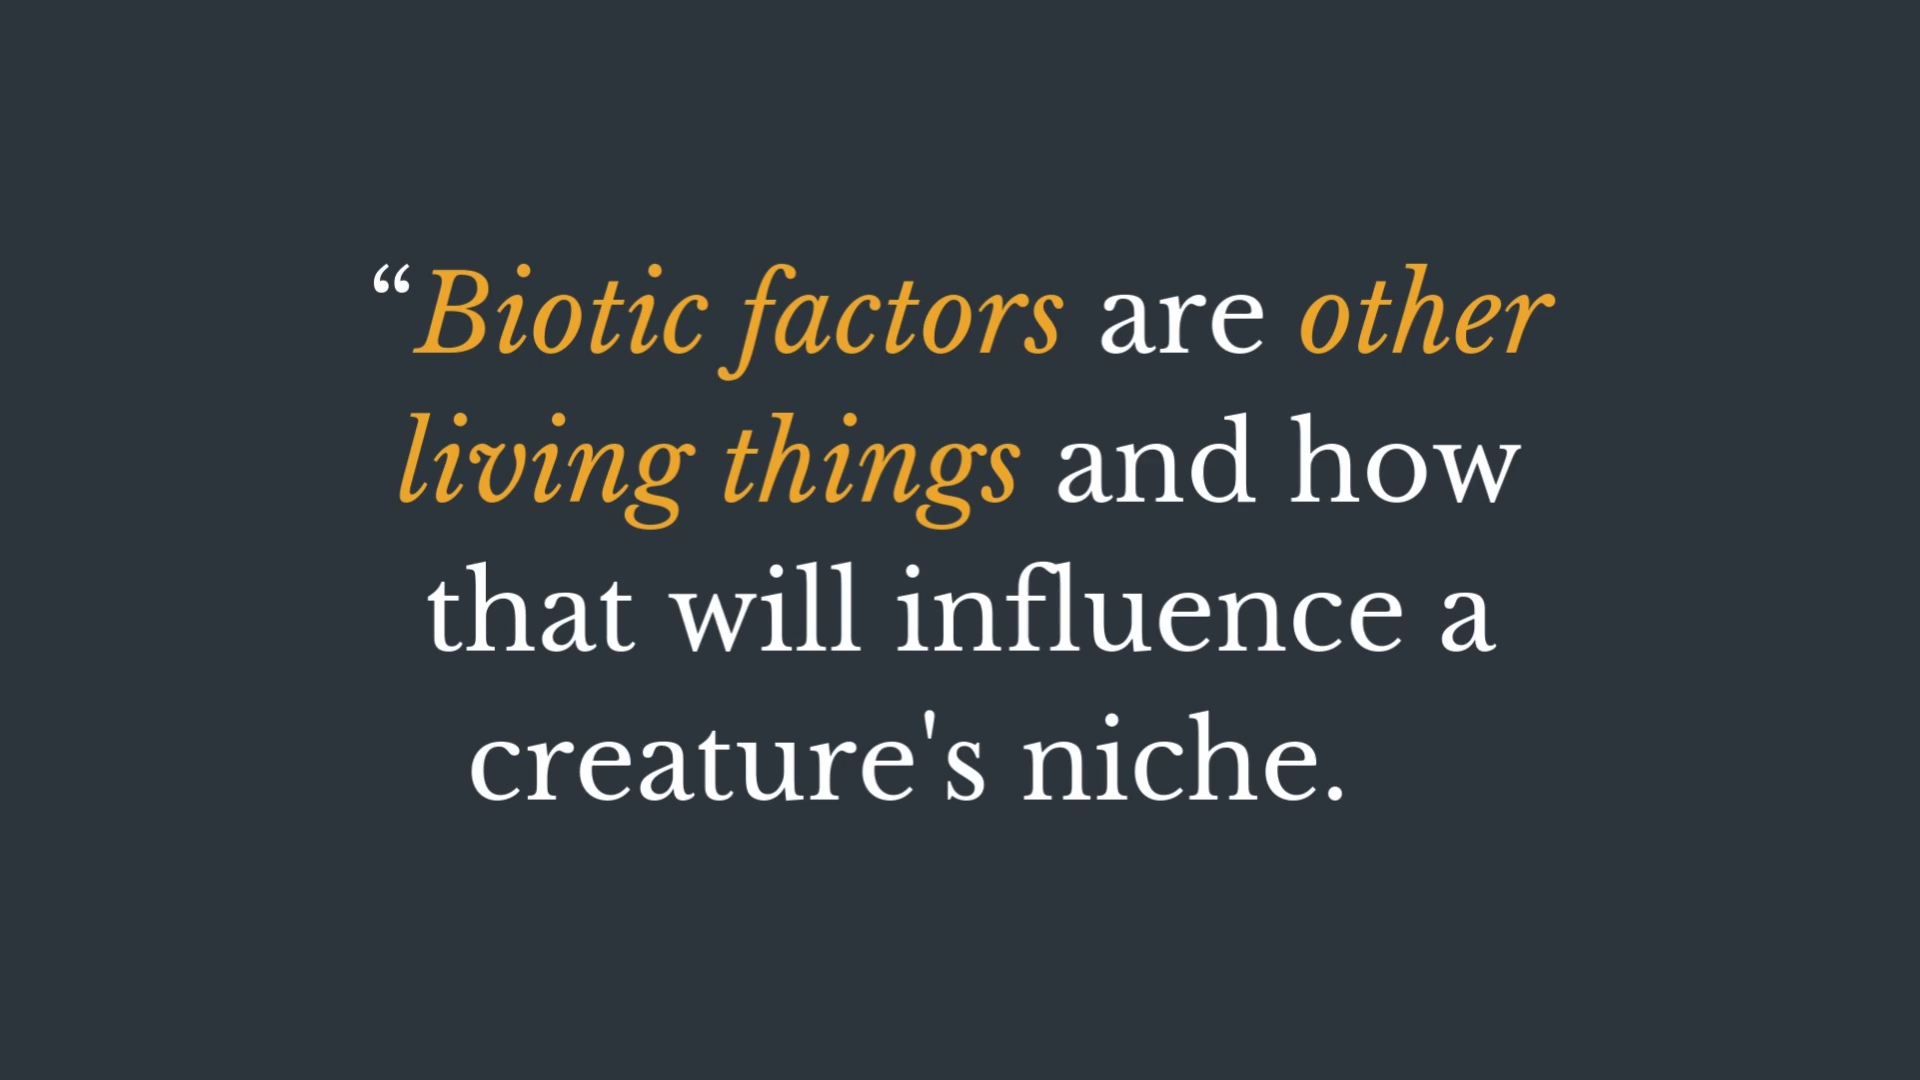 “Biotic factors are other
living things and how
that will influence a
creature's niche.